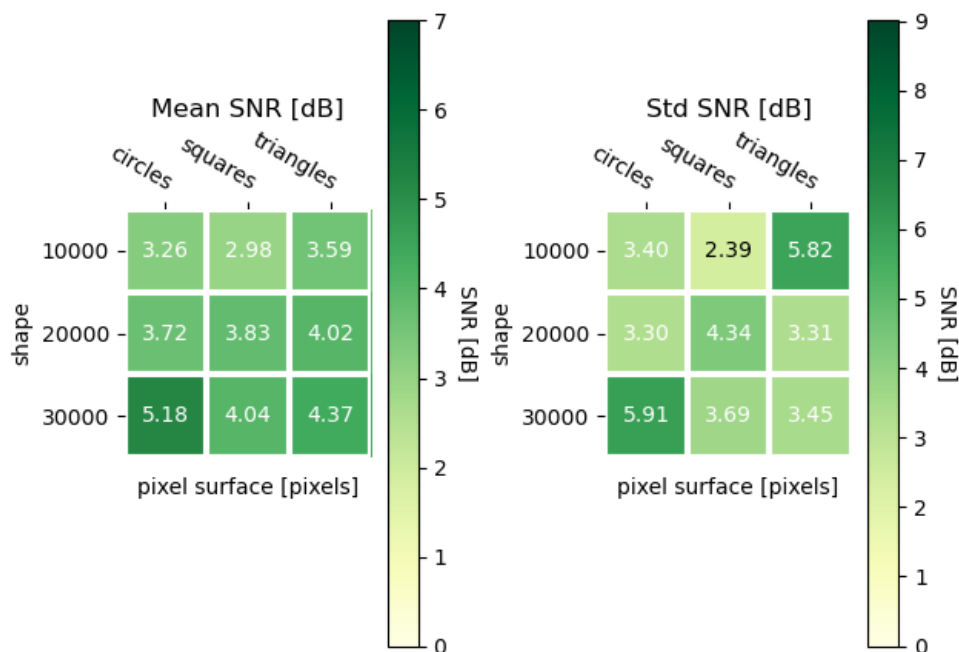 Mean SNR [dB]
circles squares triangles
10000 3.26 2.98 3.59
20000 3.72 3.83 4.02
30000 5.18 4.04 4.37
shape
pixel surface [pixels]
7
6
5
4
3
2
1
0
SNR [dB]
Std SNR [dB]
circles squares triangles
3.40 2.39 5.82
10000
20000 3.30 4.34 3.31
30000 5.91 3.69 3.45
shape
pixel surface [pixels]
9
8
7
6
5
4
3
2
1
0
SNR [dB]